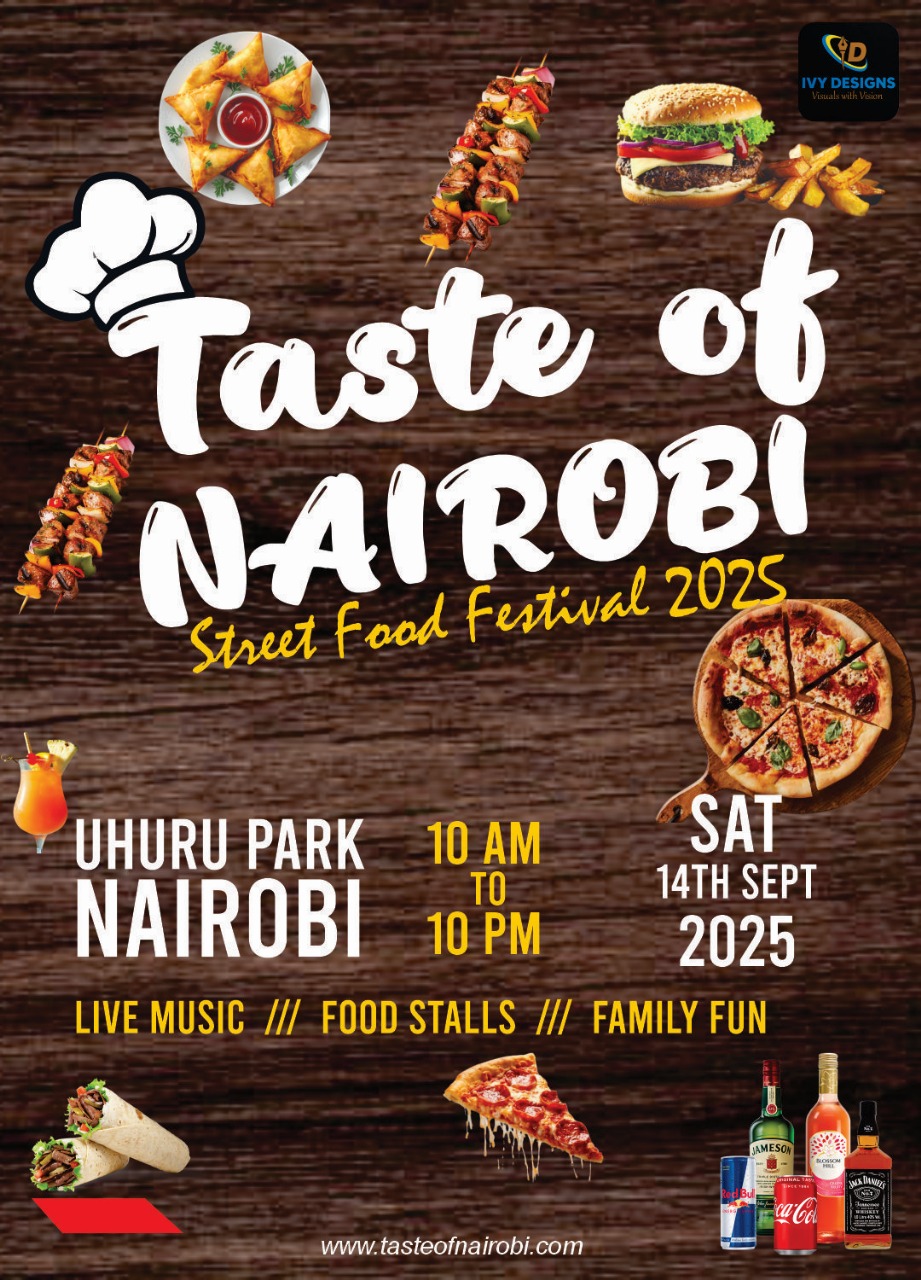 IVY DESIGNS
Visuals with Vision
Taste of
NAIROBI
Street Food Festival 2025
UHURU PARK
NAIROBI
10 AM
TO
10 PM
SAT
14TH SEPT
2025
LIVE MUSIC /// FOOD STALLS /// FAMILY FUN
JAMESON
BLOSSOM
HILL
Red Bull
Coca-Cola
JACK DANIEL'S
Tennessee
WHISKEY
www.tasteofnairobi.com